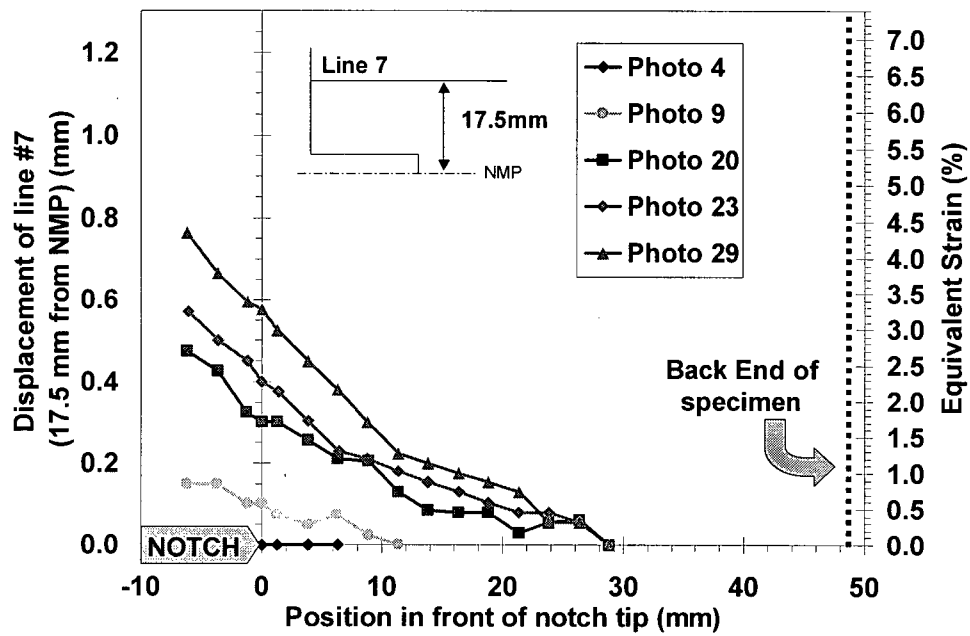 Displacement of line #7
(17.5 mm from NMP) (mm)
1.2
1.0
0.8
0.6
0.4
0.2
0.0
Line 7
17.5mm
NMP
Photo 4
Photo 9
Photo 20
Photo 23
Photo 29
Back End of
specimen
NOTCH
7.0
6.5
6.0
5.5
5.0
4.5
4.0
3.5
3.0
2.5
2.0
1.5
1.0
0.5
0.0
Equivalent Strain (%)
-10 0 10 20 30 40 50
Position in front of notch tip (mm)